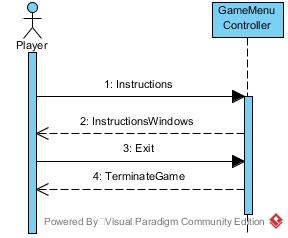 GameMenu
Controller
Player
1: Instructions
2: InstructionsWindows
3: Exit
4: TerminateGame
Powered By Visual Paradigm Community Edition